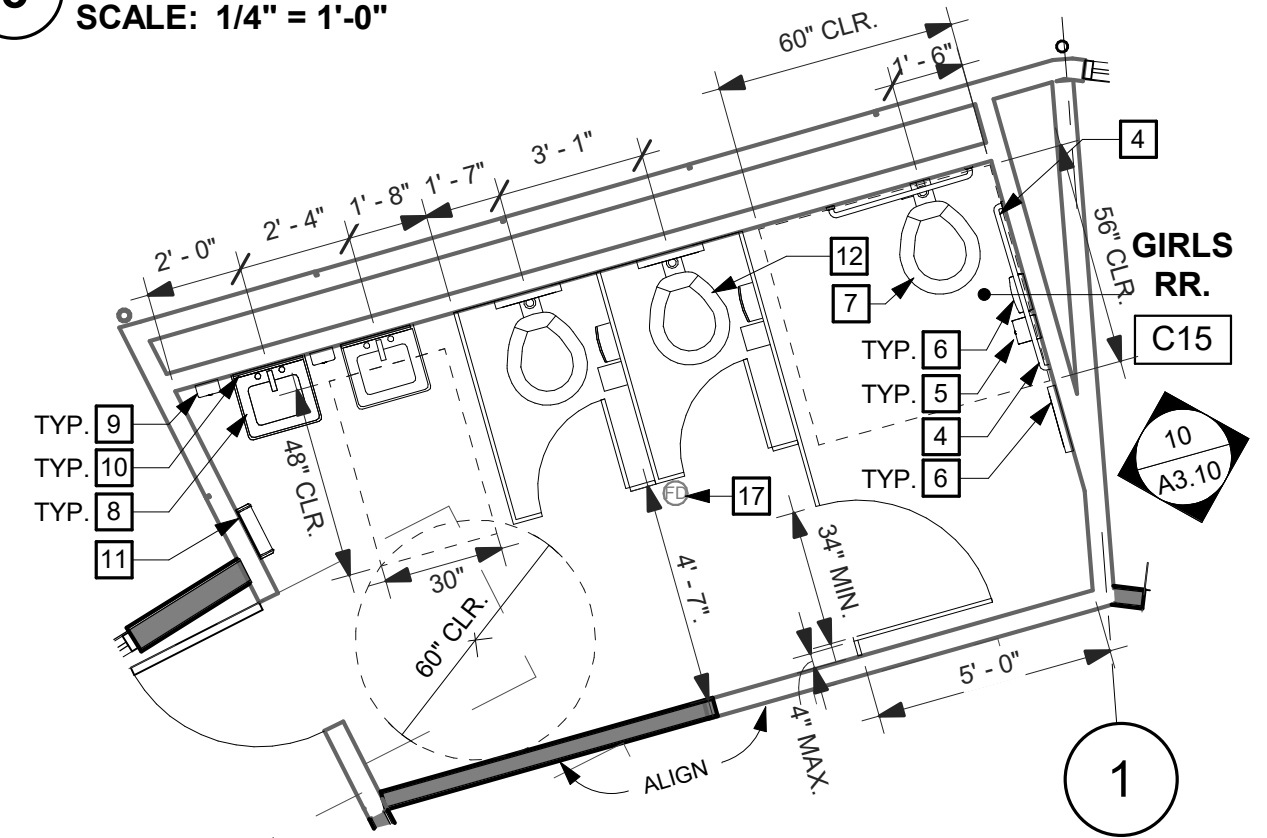 SCALE: 1/4" = 1'-0"
60" CLR.
1' - 6"
3' - 1"
1' - 7"
1' - 8"
2' - 4"
2' - 0"
4
56" CLR.
GIRLS
RR.
C15
12
7
TYP. 6
TYP. 5
4
TYP. 6
10
A3.10
TYP. 9
TYP. 10
TYP. 8
11
48" CLR.
30"
60" CLR.
FD
17
4' - 7"
34" MIN.
4" MAX.
5' - 0"
ALIGN
1